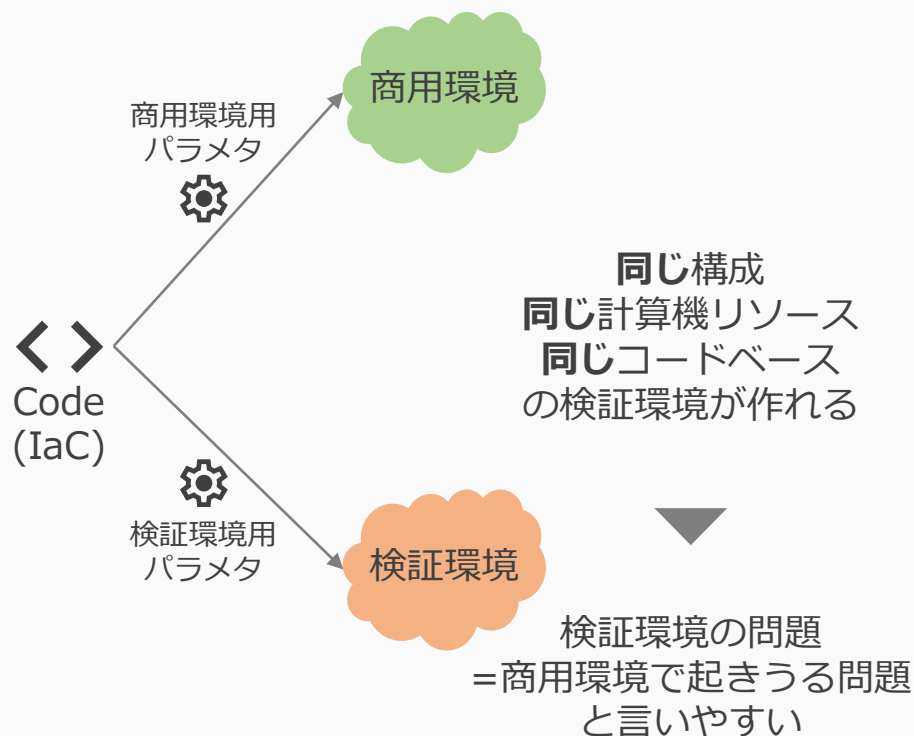 商用環境
商用環境用
パラメタ
同じ構成
同じ計算機リソース
同じコードベース
の検証環境が作れる
Code
(IaC)
検証環境用
パラメタ
検証環境
検証環境の問題
=商用環境で起きうる問題
と言いやすい